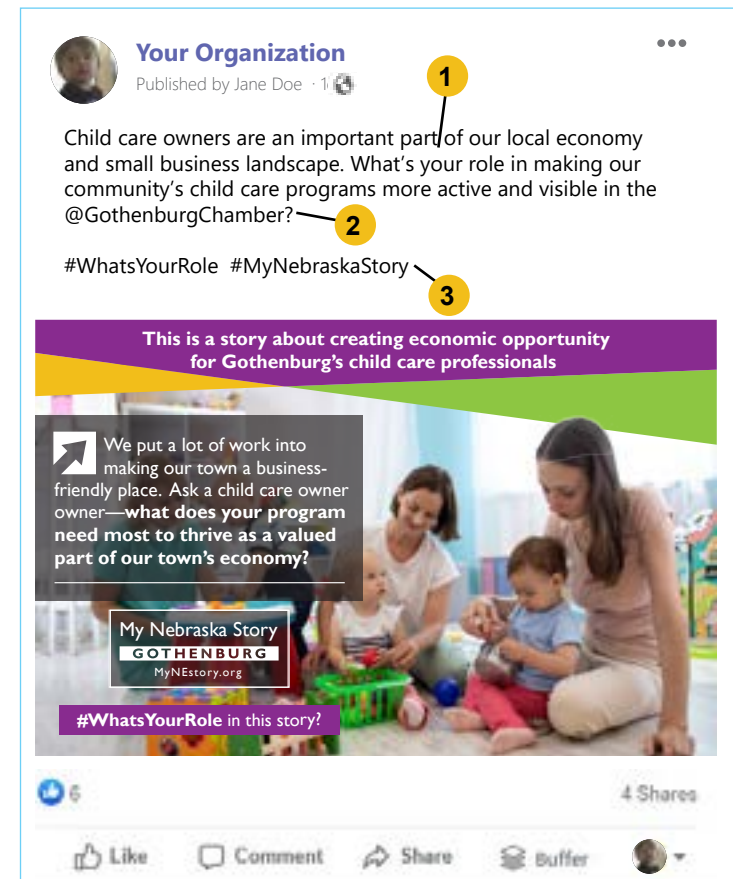 Your Organization
Published by Jane Doe · 1
1
Child care owners are an important part of our local economy
and small business landscape. What's your role in making our
community's child care programs more active and visible in the
@GothenburgChamber?
2
#WhatsYourRole #MyNebraskaStory
3
This is a story about creating economic opportunity
for Gothenburg's child care professionals
We put a lot of work into
making our town a business-
friendly place. Ask a child care owner
owner—what does your program
need most to thrive as a valued
part of our town's economy?
My Nebraska Story
GOTHENBURG
MyNEstory.org
#WhatsYourRole in this story?
6
4 Shares
Like Comment Share Buffer